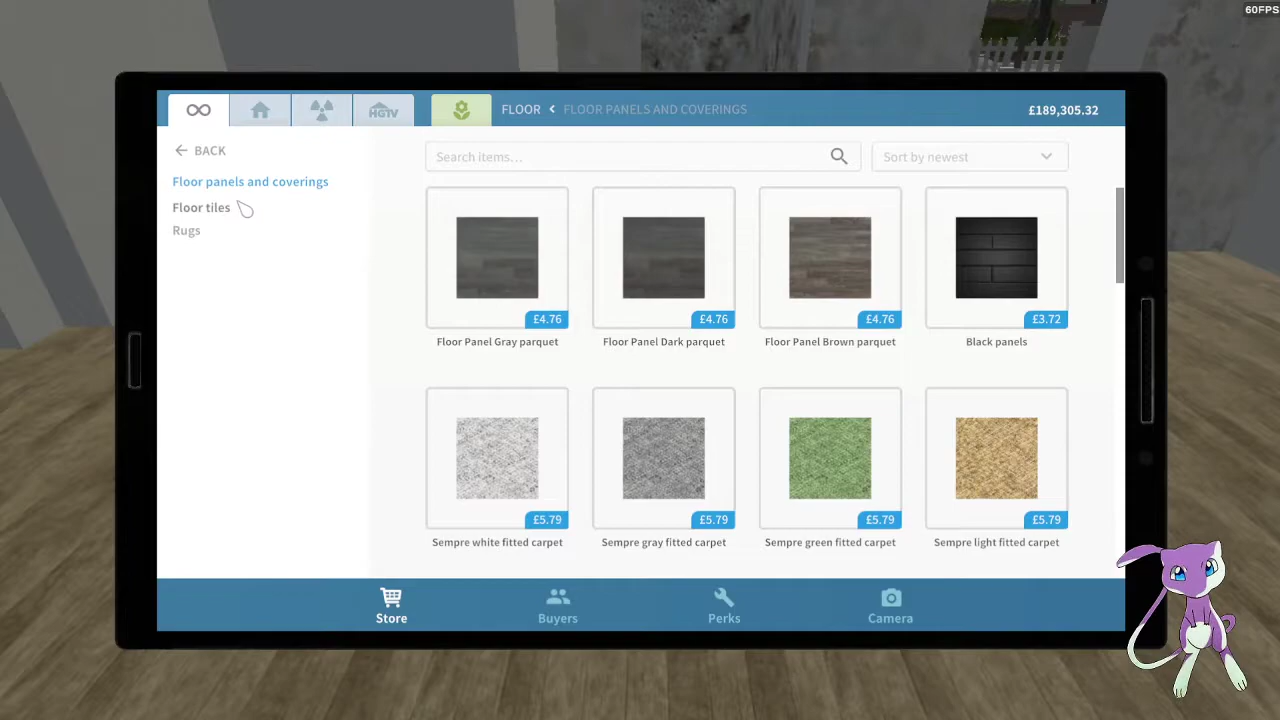 60FPS
HGTV
FLOOR < FLOOR PANELS AND COVERINGS
£189,305.32
← BACK
Search items...
Sort by newest
Floor panels and coverings
Floor tiles
Rugs
£4.76
£4.76
£4.76
£3.72
Floor Panel Gray parquet
Floor Panel Dark parquet
Floor Panel Brown parquet
Black panels
£5.79
£5.79
£5.79
£5.79
Sempre white fitted carpet
Sempre gray fitted carpet
Sempre green fitted carpet
Sempre light fitted carpet
Store
Buyers
Perks
Camera